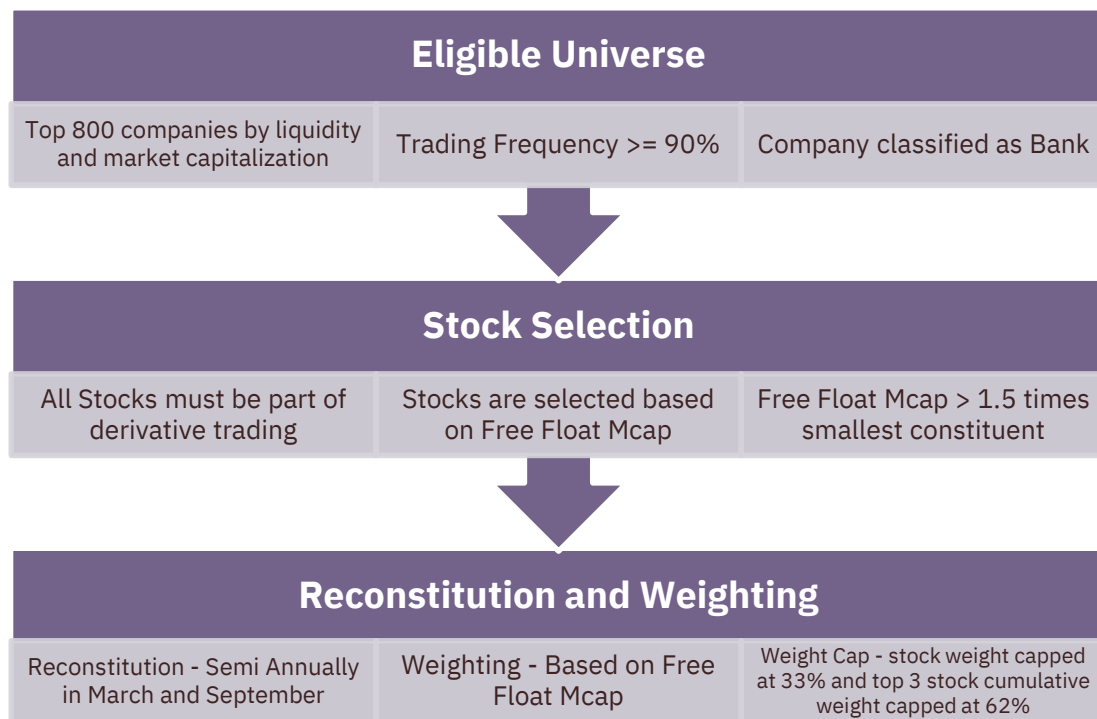 Eligible Universe
Top 800 companies by liquidity
and market capitalization
Trading Frequency >= 90%
Company classified as Bank
Stock Selection
All Stocks must be part of
derivative trading
Stocks are selected based
on Free Float Mcap
Free Float Mcap > 1.5 times
smallest constituent
Reconstitution and Weighting
Reconstitution - Semi Annually
in March and September
Weighting - Based on Free
Float Mcap
Weight Cap - stock weight capped
at 33% and top 3 stock cumulative
weight capped at 62%